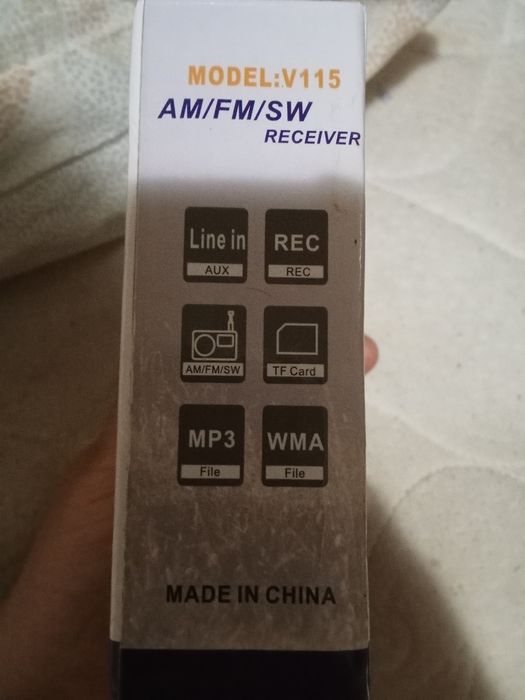 MODEL:V115
AM/FM/SW
RECEIVER
Line in
AUX
REC
REC
AM/FM/SW
TF Card
MP3
File
WMA
File
MADE IN CHINA